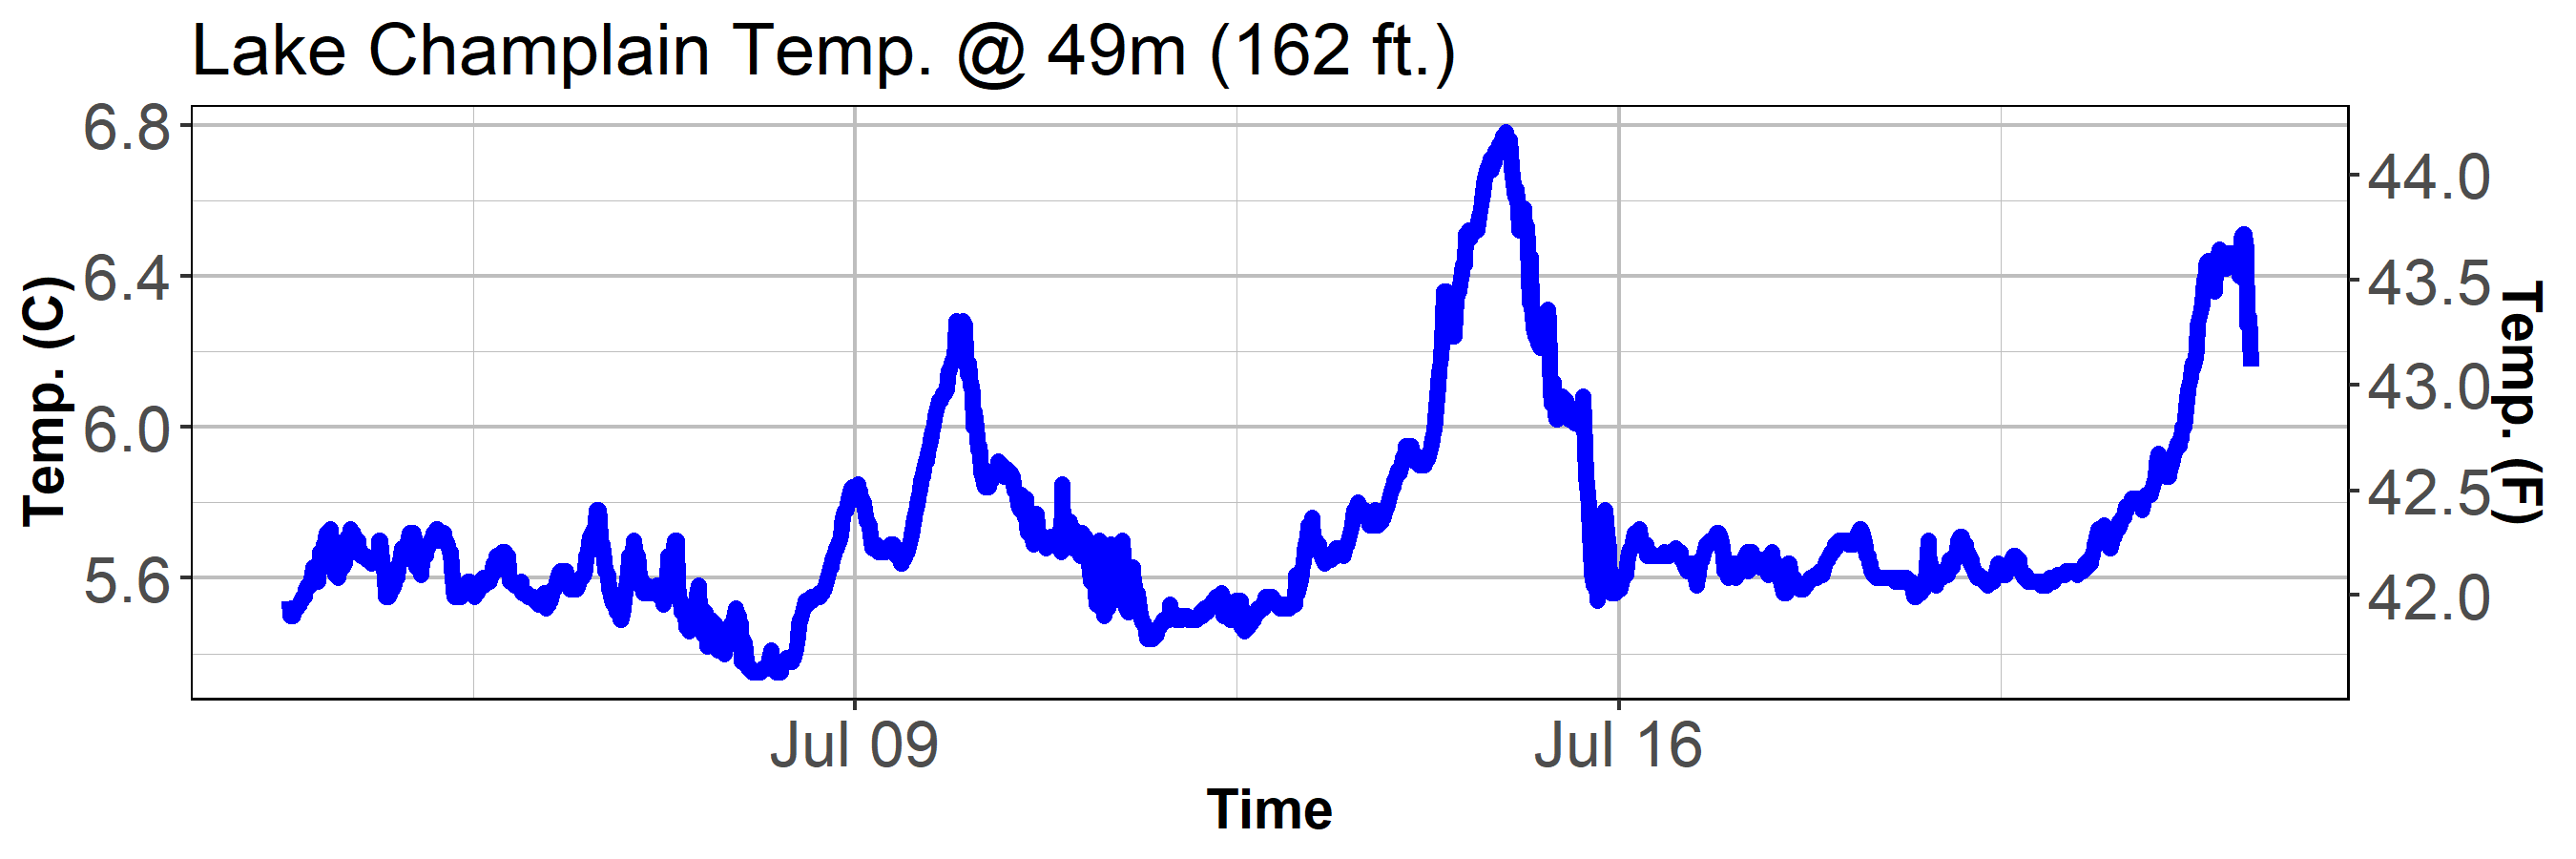 Lake Champlain Temp. @ 49m (162 ft.)
6.8
6.4
6.0
5.6
Temp. (C)
44.0
43.5
43.0
42.5
42.0
Temp. (F)
Jul 09
Jul 16
Time